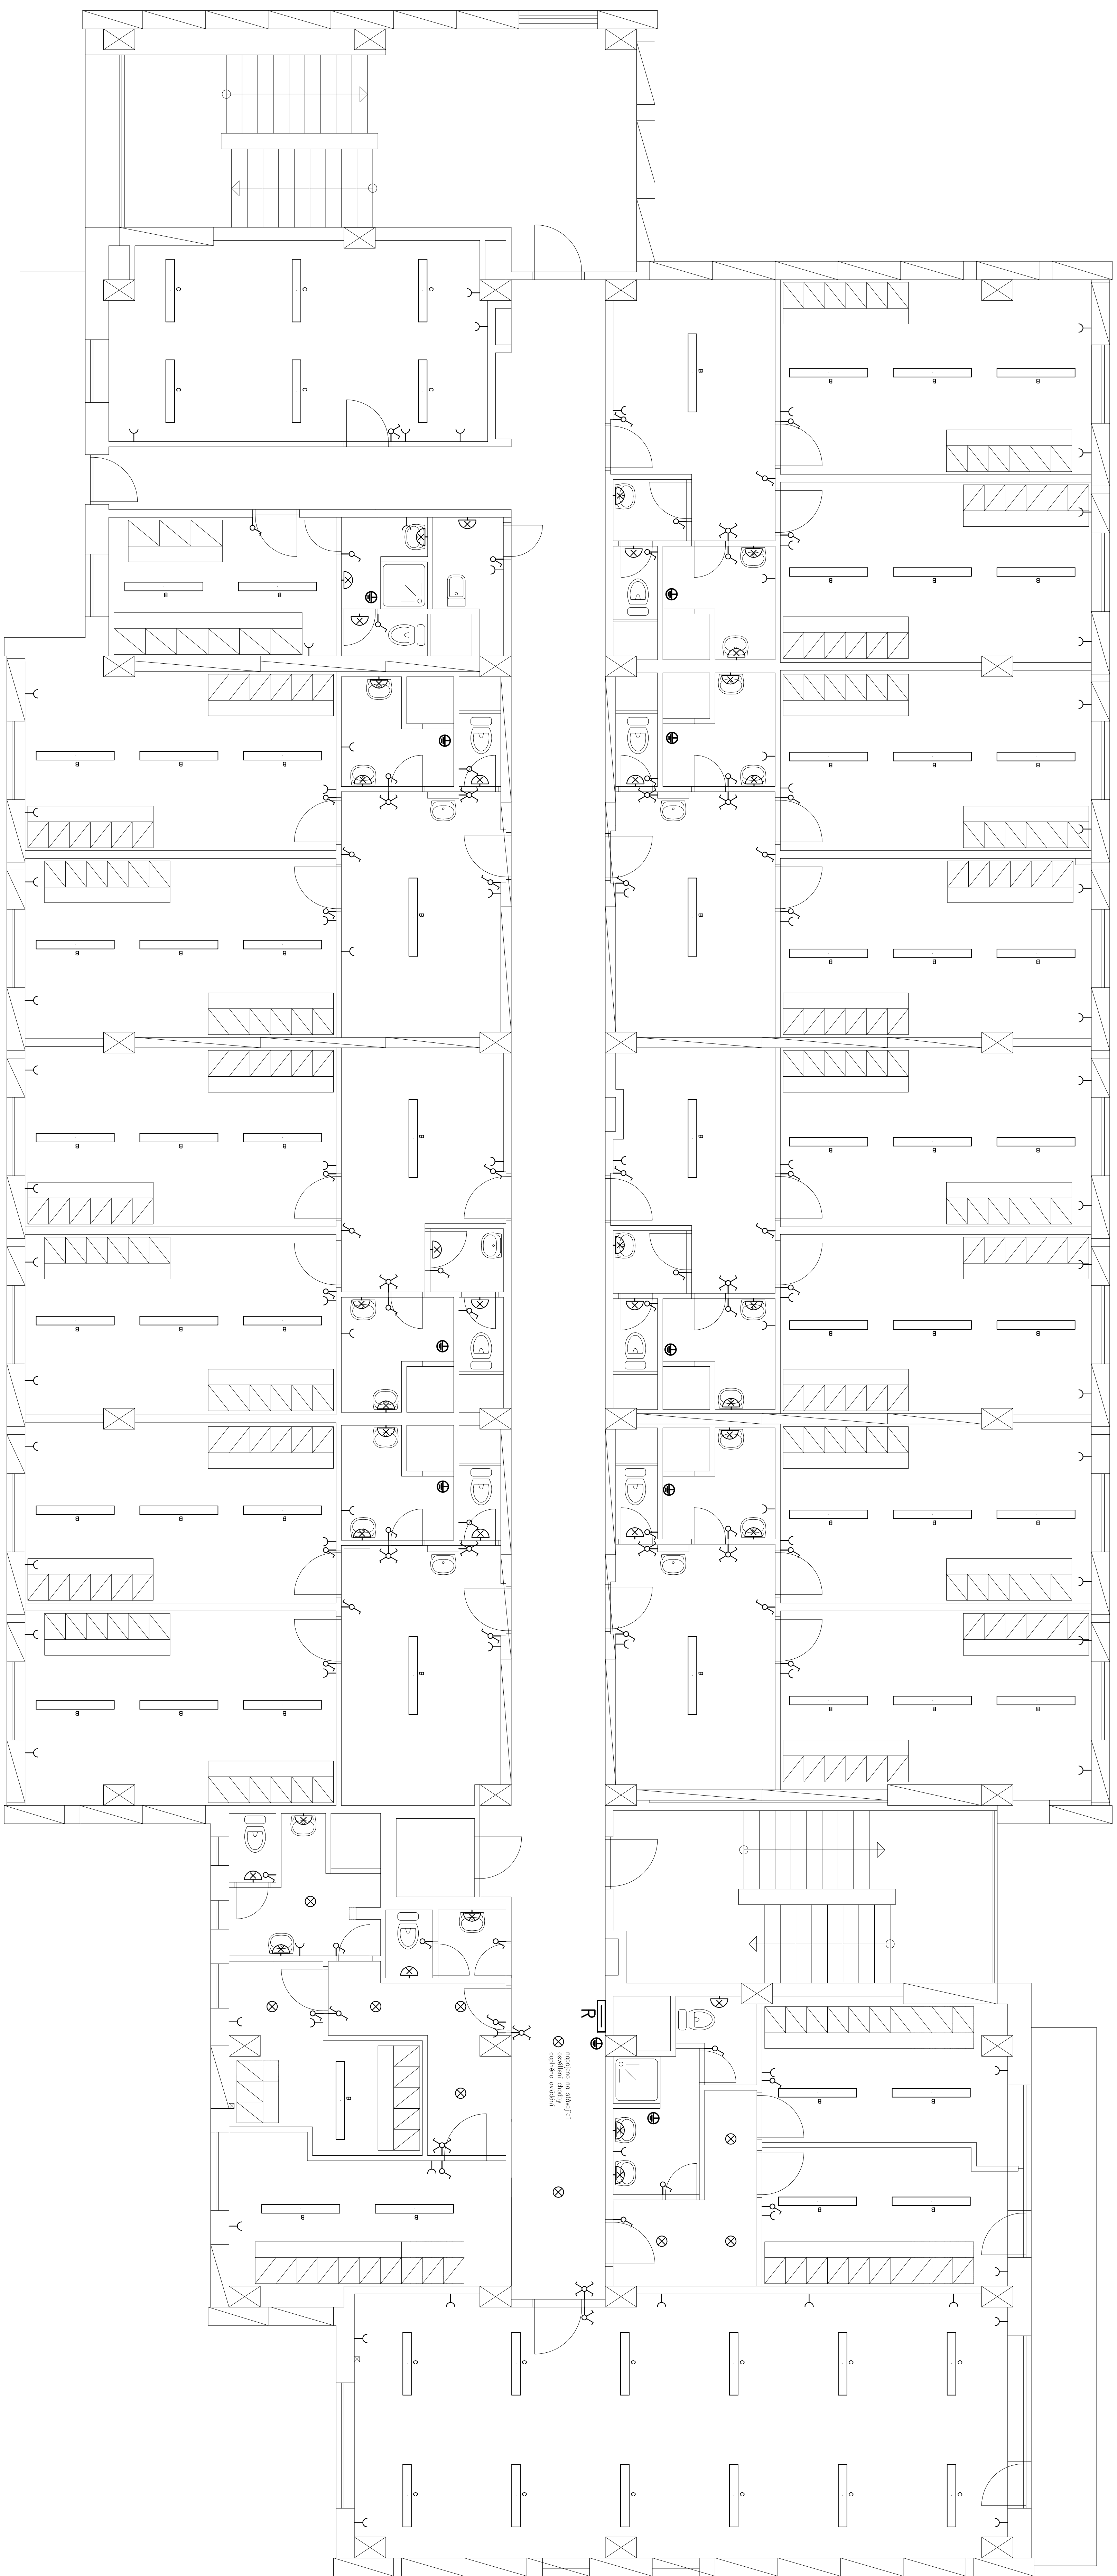 C C C
B
B B B
C C C
B B B
B B
B B B B B B
B B
B B B B B B
B B
B B B B B B
B B B B B B
B B B B B B
B B
B B B B B B
R
napojeno na stávající
osvětlení chodby
doplněno ovládání
B B B
B B B B
C C C C C C
C C C C C C